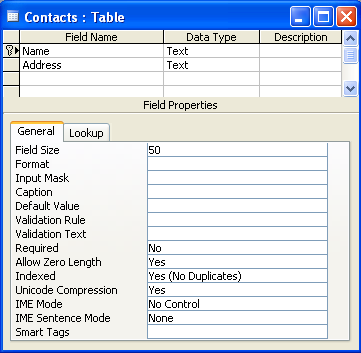 Contacts : Table
Field Name Data Type Description
Name Text
Address Text
Field Properties
General Lookup
Field Size 50
Format
Input Mask
Caption
Default Value
Validation Rule
Validation Text
Required No
Allow Zero Length Yes
Indexed Yes (No Duplicates)
Unicode Compression Yes
IME Mode No Control
IME Sentence Mode None
Smart Tags